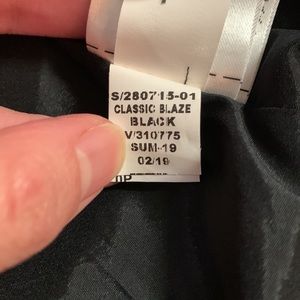 S/280715-01
CLASSIC BLAZE
BLACK
V/310775
SUM-19
02/19